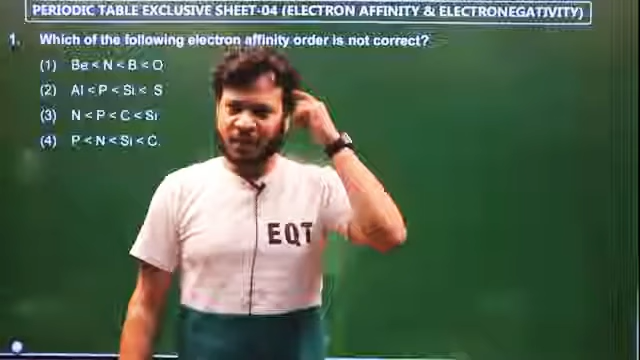 PERIODIC TABLE EXCLUSIVE SHEET-04 (ELECTRON AFFINITY & ELECTRONEGATIVITY)
1. Which of the following electron affinity order is not correct?
(1) Be < N < B < O
(2) Al < P < Si < S
(3) N < P < C < Si
(4) P < N < Si < C
EQT